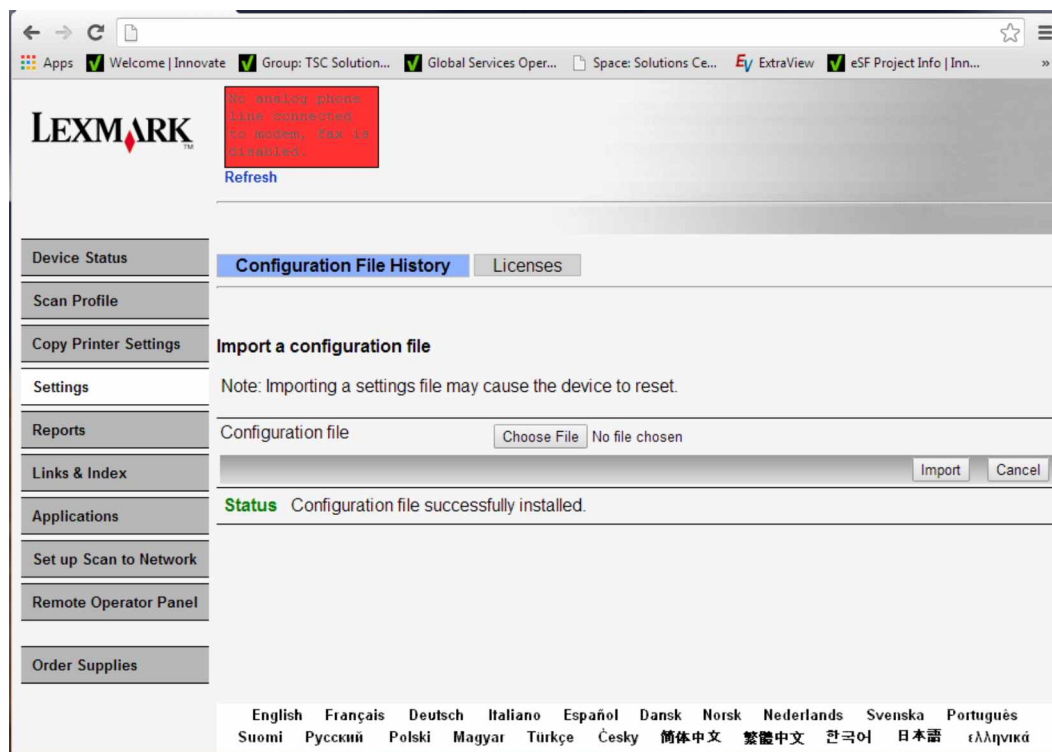 Apps Welcome | Innovate Group: TSC Solution... Global Services Oper... Space: Solutions Ce... EV ExtraView eSF Project Info | Inn... »
LEXMARK™
No analog phone
line connected
to modem, fax is
disabled.
Refresh
Device Status
Scan Profile
Copy Printer Settings
Settings
Reports
Links & Index
Applications
Set up Scan to Network
Remote Operator Panel
Order Supplies
Configuration File History Licenses
Import a configuration file
Note: Importing a settings file may cause the device to reset.
Configuration file Choose File No file chosen
Import Cancel
Status Configuration file successfully installed.
English Français Deutsch Italiano Español Dansk Norsk Nederlands Svenska Português
Suomi Русский Polski Magyar Türkçe Česky 简体中文 繁體中文 한국어 日本語 ελληνικά